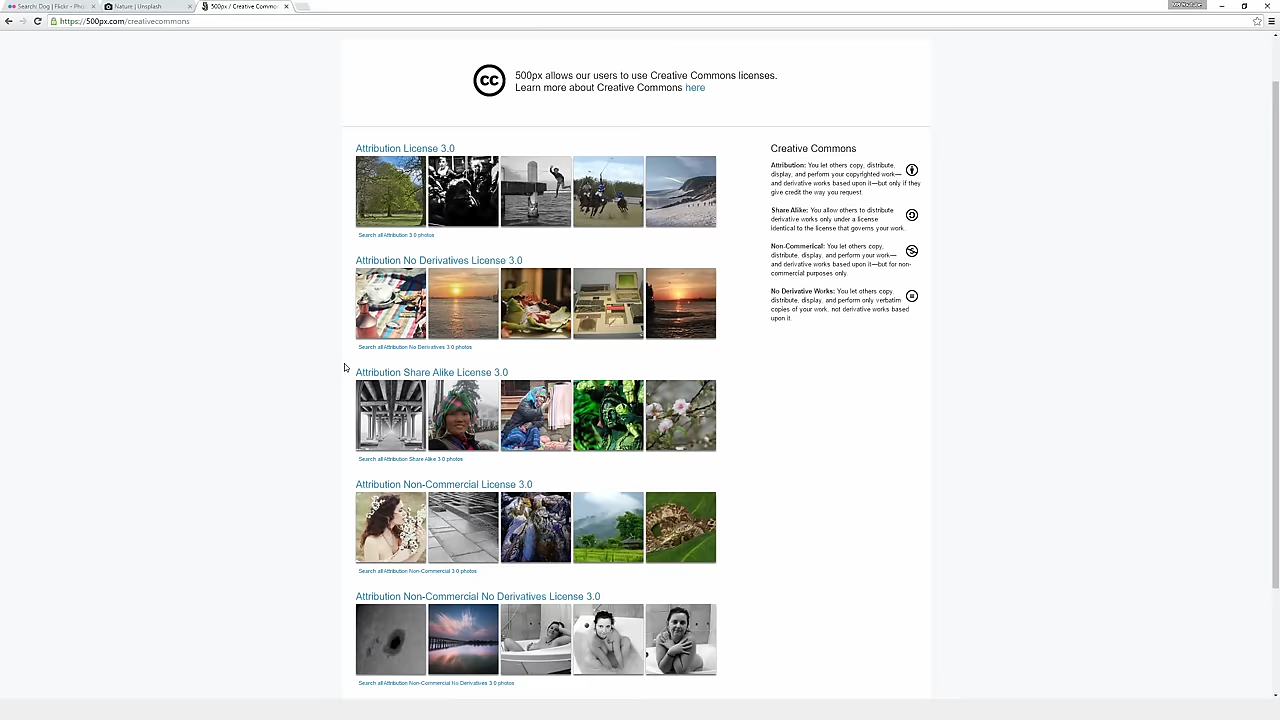 Search: Dog | Flickr - Pho
Nature | Unsplash
500px / Creative Commo
https://500px.com/creativecommons
CC
500px allows our users to use Creative Commons licenses.
Learn more about Creative Commons here
Attribution License 3.0
Search all Attribution 3.0 photos
Attribution No Derivatives License 3.0
Search all Attribution No Derivatives 3.0 photos
Attribution Share Alike License 3.0
Search all Attribution Share Alike 3.0 photos
Attribution Non-Commercial License 3.0
Search all Attribution Non-Commercial 3.0 photos
Attribution Non-Commercial No Derivatives License 3.0
Search all Attribution Non-Commercial No Derivatives 3.0 photos
Creative Commons
Attribution: You let others copy, distribute,
display, and perform your copyrighted work—
and derivative works based upon it—but only if they
give credit the way you request.
Share Alike: You allow others to distribute
derivative works only under a license
identical to the license that governs your work.
Non-Commerical: You let others copy,
distribute, display, and perform your work—
and derivative works based upon it—but for non-
commercial purposes only.
No Derivative Works: You let others copy,
distribute, display, and perform only verbatim
copies of your work, not derivative works based
upon it.